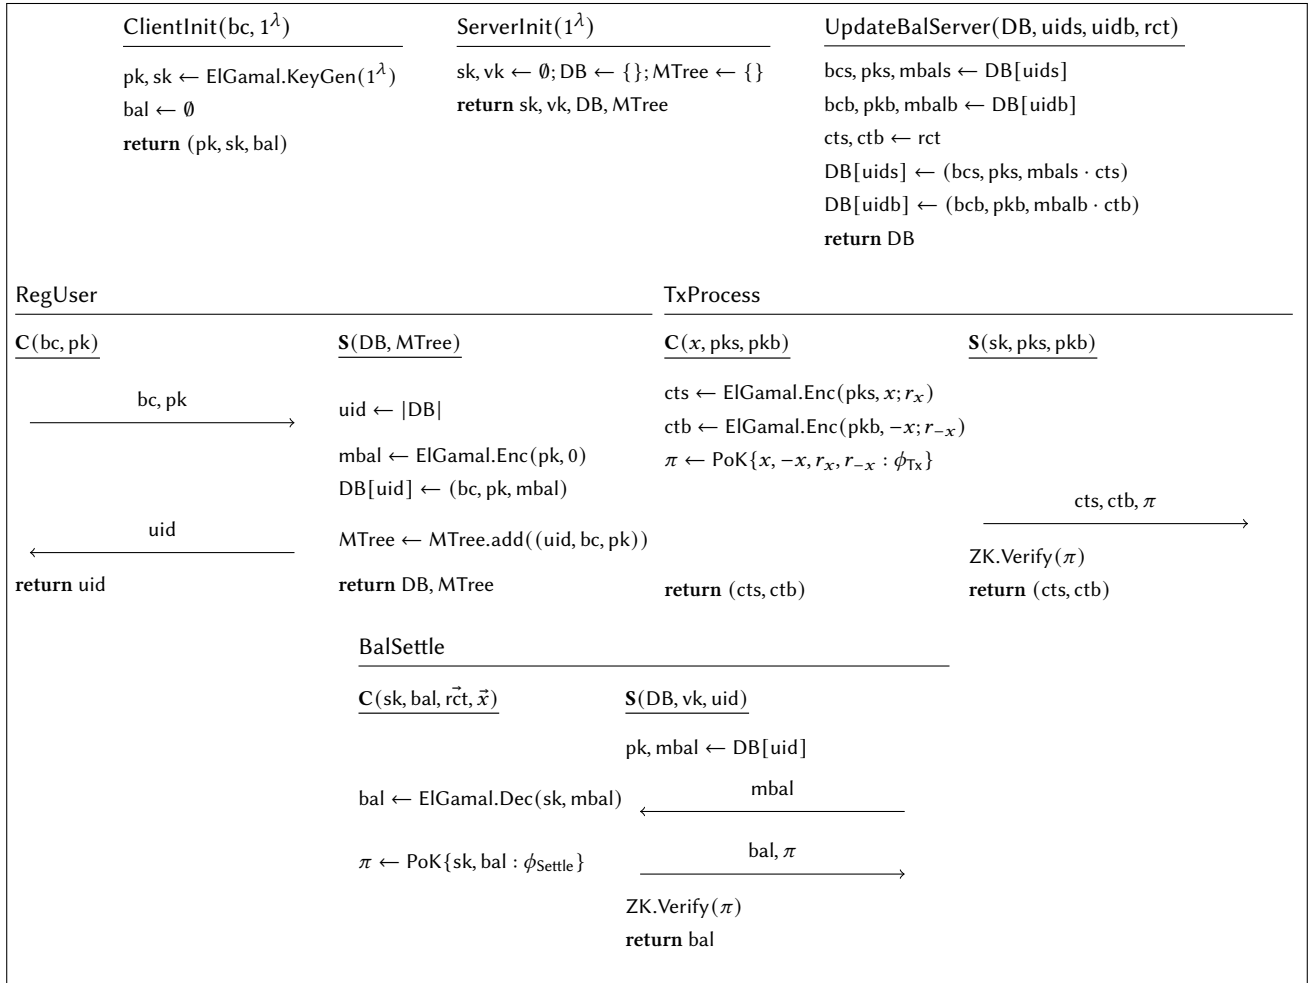 ClientInit(bc, 1^λ)
pk, sk ← ElGamal.KeyGen(1^λ)
bal ← ∅
return (pk, sk, bal)
ServerInit(1^λ)
sk, vk ← ∅; DB ← {}; MTree ← {}
return sk, vk, DB, MTree
UpdateBalServer(DB, uids, uidb, rct)
bcs, pks, mbals ← DB[uids]
bcb, pkb, mbalb ← DB[uidb]
cts, ctb ← rct
DB[uids] ← (bcs, pks, mbals · cts)
DB[uidb] ← (bcb, pkb, mbalb · ctb)
return DB
RegUser
C(bc, pk)
bc, pk
uid
return uid
S(DB, MTree)
uid ← |DB|
mbal ← ElGamal.Enc(pk, 0)
DB[uid] ← (bc, pk, mbal)
MTree ← MTree.add((uid, bc, pk))
return DB, MTree
TxProcess
C(x, pks, pkb)
cts ← ElGamal.Enc(pks, x; r_x)
ctb ← ElGamal.Enc(pkb, −x; r_{−x})
π ← PoK{x, −x, r_x, r_{−x} : ϕ_Tx}
return (cts, ctb)
S(sk, pks, pkb)
cts, ctb, π
ZK.Verify(π)
return (cts, ctb)
BalSettle
C(sk, bal, r⃗ct, x⃗)
bal ← ElGamal.Dec(sk, mbal)
π ← PoK{sk, bal : ϕ_Settle}
S(DB, vk, uid)
pk, mbal ← DB[uid]
mbal
bal, π
ZK.Verify(π)
return bal